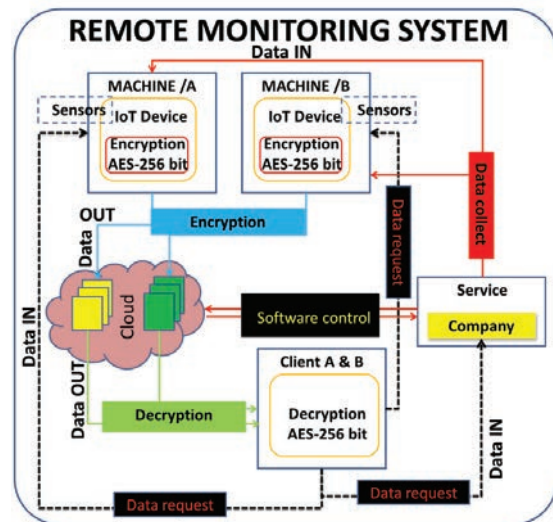 REMOTE MONITORING SYSTEM
Data IN
MACHINE /A
MACHINE /B
Sensors
IoT Device
IoT Device
Sensors
Encryption
AES-256 bit
Encryption
AES-256 bit
Data OUT
Encryption
Data request
Data collect
Data IN
Cloud
Software control
Service
Company
Data OUT
Decryption
Client A & B
Decryption
AES-256 bit
Data IN
Data request
Data request